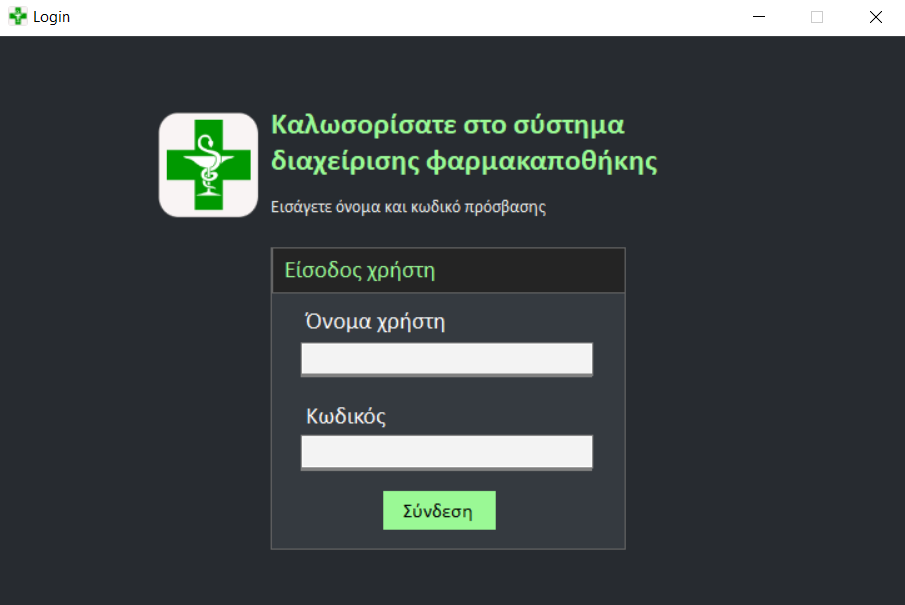 Login
Καλωσορίσατε στο σύστημα
διαχείρισης φαρμακαποθήκης
Εισάγετε όνομα και κωδικό πρόσβασης
Είσοδος χρήστη
Όνομα χρήστη
Κωδικός
Σύνδεση